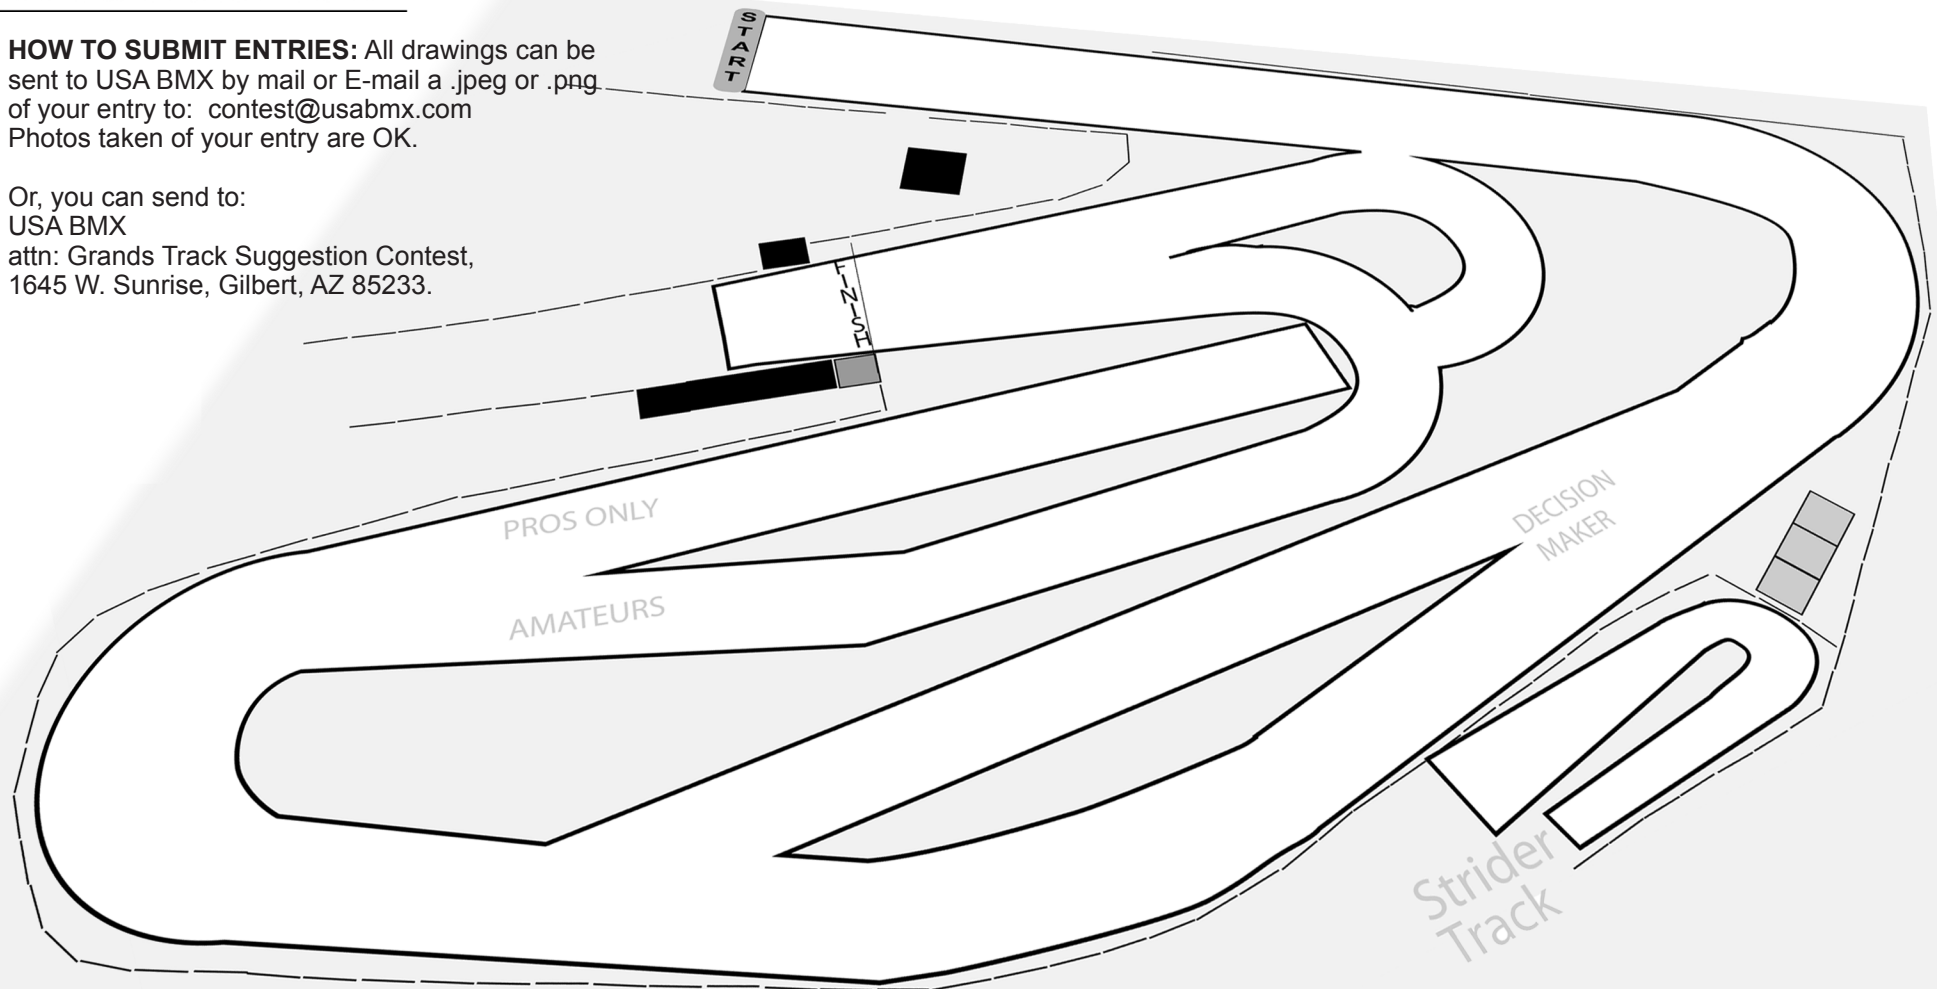 HOW TO SUBMIT ENTRIES: All drawings can be
sent to USA BMX by mail or E-mail a .jpeg or .png
of your entry to:  contest@usabmx.com
Photos taken of your entry are OK.
Or, you can send to:
USA BMX
attn: Grands Track Suggestion Contest,
1645 W. Sunrise, Gilbert, AZ 85233.
START
FINISH
PROS ONLY
AMATEURS
DECISION
MAKER
Strider
Track